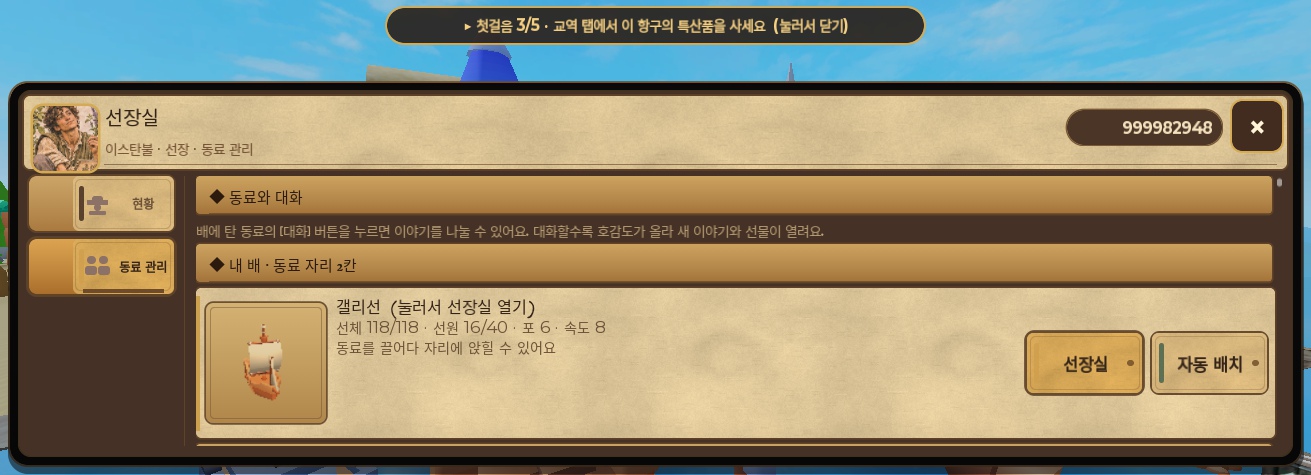 ▸ 첫걸음 3/5 · 교역 탭에서 이 항구의 특산품을 사세요 (눌러서 닫기)
선장실
이스탄불 · 선장 · 동료 관리
999982948
×
현황
동료 관리
◆ 동료와 대화
배에 탄 동료의 [대화] 버튼을 누르면 이야기를 나눌 수 있어요. 대화할수록 호감도가 올라 새 이야기와 선물이 열려요.
◆ 내 배 · 동료 자리 2칸
갤리선 (눌러서 선장실 열기)
선체 118/118 · 선원 16/40 · 포 6 · 속도 8
동료를 끌어다 자리에 앉힐 수 있어요
선장실
자동 배치